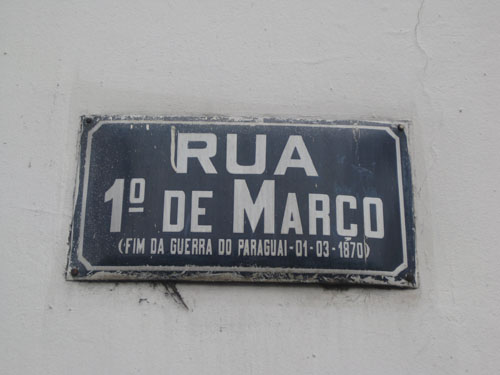 RUA
1º DE MARÇO
(FIM DA GUERRA DO PARAGUAI-01-03-1870)